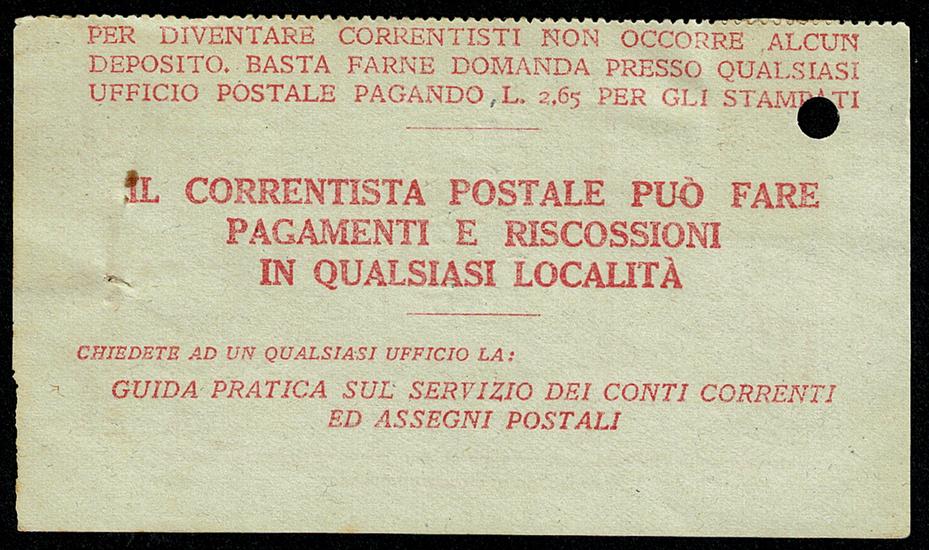 PER DIVENTARE CORRENTISTI NON OCCORRE ALCUN
DEPOSITO. BASTA FARNE DOMANDA PRESSO QUALSIASI
UFFICIO POSTALE PAGANDO L. 2,65 PER GLI STAMPATI
IL CORRENTISTA POSTALE PUÒ FARE
PAGAMENTI E RISCOSSIONI
IN QUALSIASI LOCALITÀ
CHIEDETE AD UN QUALSIASI UFFICIO LA:
GUIDA PRATICA SUL SERVIZIO DEI CONTI CORRENTI
ED ASSEGNI POSTALI